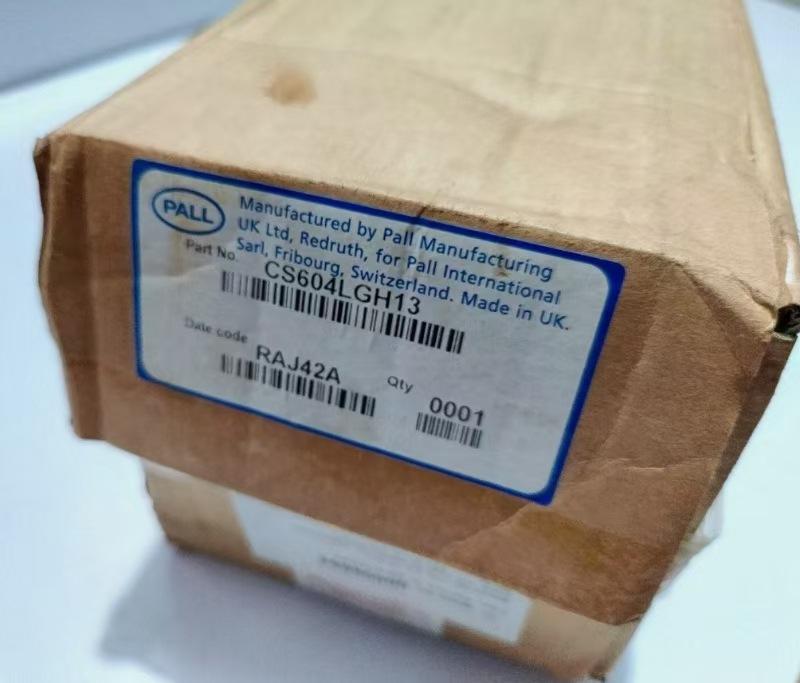 PALL
Manufactured by Pall Manufacturing
UK Ltd, Redruth, for Pall International
Sarl, Fribourg, Switzerland. Made in UK.
Part No.
CS604LGH13
Date code
RAJ42A
Qty
0001